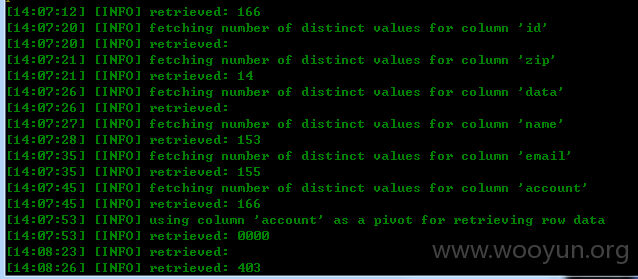 [14:07:12] [INFO] retrieved: 166
[14:07:20] [INFO] fetching number of distinct values for column 'id'
[14:07:20] [INFO] retrieved:
[14:07:21] [INFO] fetching number of distinct values for column 'zip'
[14:07:21] [INFO] retrieved: 14
[14:07:26] [INFO] fetching number of distinct values for column 'data'
[14:07:26] [INFO] retrieved:
[14:07:27] [INFO] fetching number of distinct values for column 'name'
[14:07:28] [INFO] retrieved: 153
[14:07:35] [INFO] fetching number of distinct values for column 'email'
[14:07:35] [INFO] retrieved: 155
[14:07:45] [INFO] fetching number of distinct values for column 'account'
[14:07:45] [INFO] retrieved: 166
[14:07:53] [INFO] using column 'account' as a pivot for retrieving row data
[14:07:53] [INFO] retrieved: 0000
[14:08:23] [INFO] retrieved:
[14:08:26] [INFO] retrieved: 403
www.wooyun.org